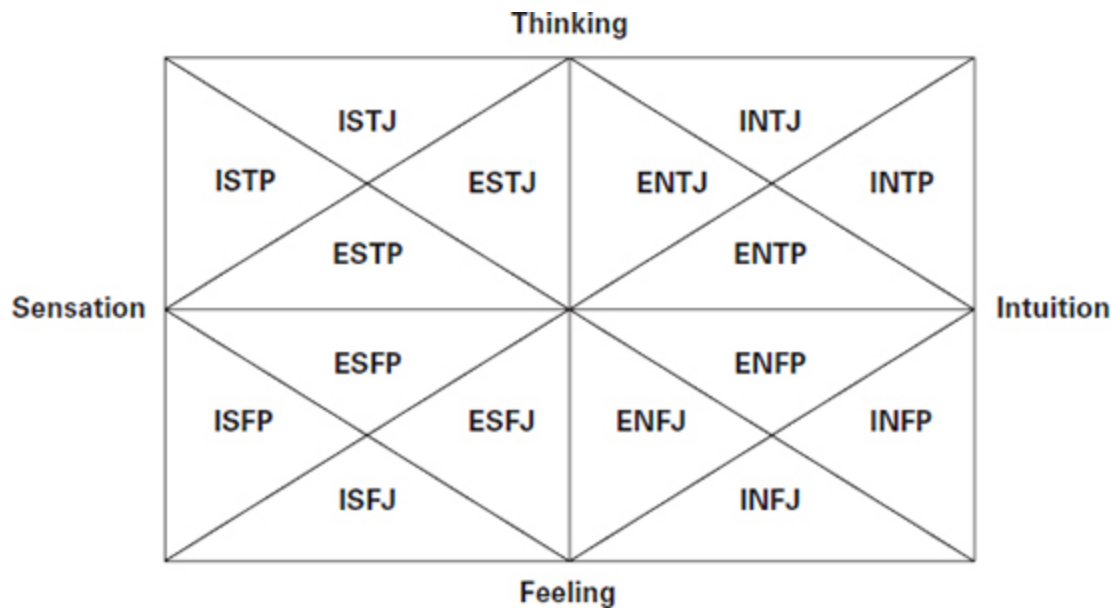 Thinking
ISTJ INTJ
ISTP ESTJ ENTJ INTP
ESTP ENTP
Sensation Intuition
ESFP ENFP
ISFP ESFJ ENFJ INFP
ISFJ INFJ
Feeling